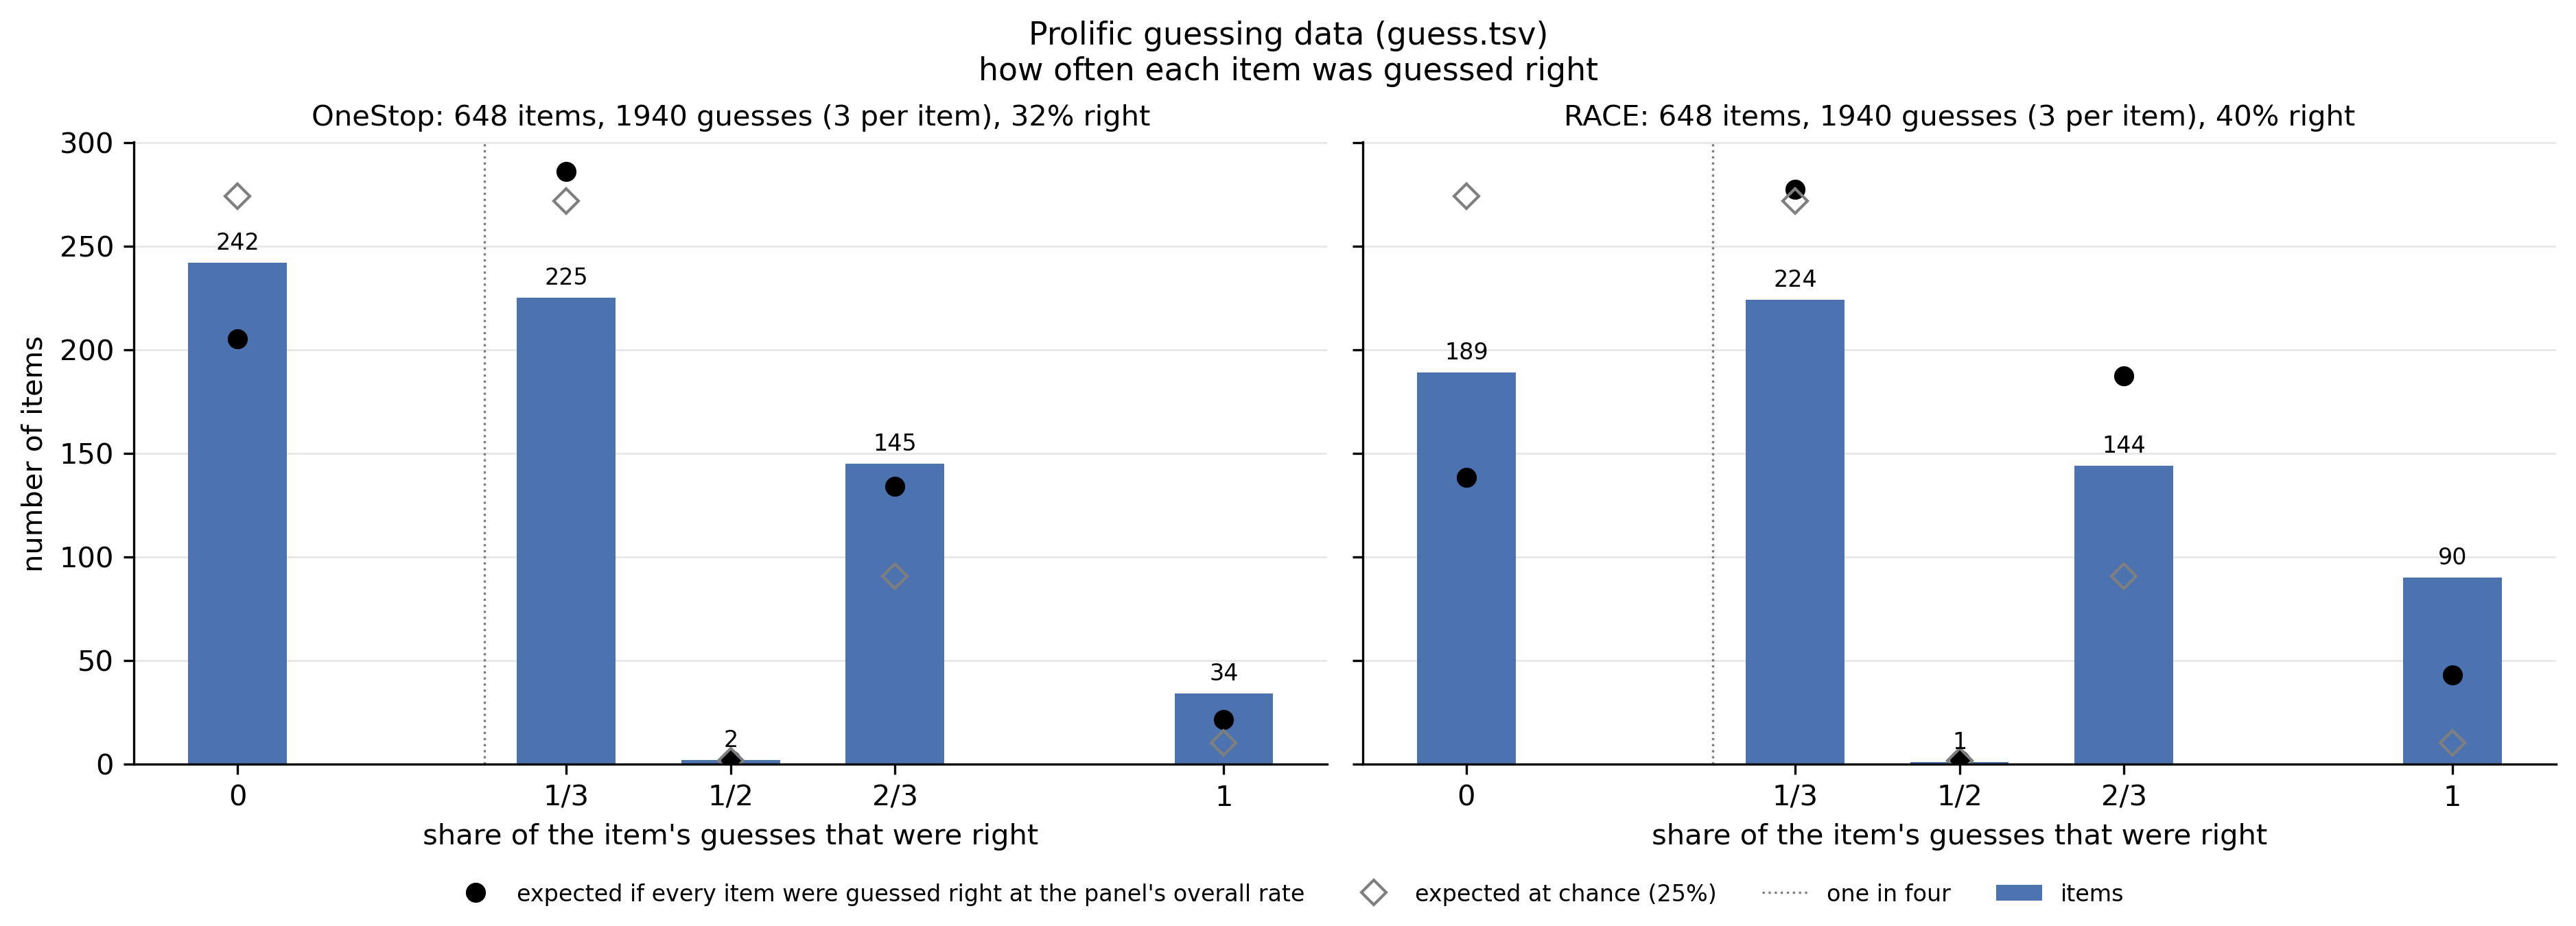 Prolific guessing data (guess.tsv)
how often each item was guessed right
OneStop: 648 items, 1940 guesses (3 per item), 32% right
RACE: 648 items, 1940 guesses (3 per item), 40% right
number of items
300
250
200
150
100
50
0
242
225
2
145
34
189
224
1
144
90
0 1/3 1/2 2/3 1
0 1/3 1/2 2/3 1
share of the item's guesses that were right
share of the item's guesses that were right
expected if every item were guessed right at the panel's overall rate
expected at chance (25%)
one in four
items